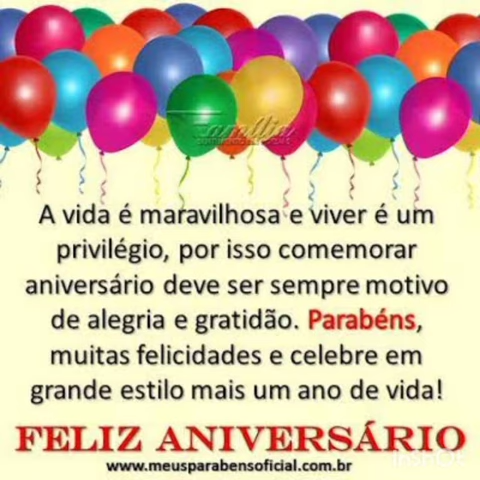 Família
A vida é maravilhosa e viver é um
privilégio, por isso comemorar
aniversário deve ser sempre motivo
de alegria e gratidão. Parabéns,
muitas felicidades e celebre em
grande estilo mais um ano de vida!
FELIZ ANIVERSÁRIO
www.meusparabensoficial.com.br